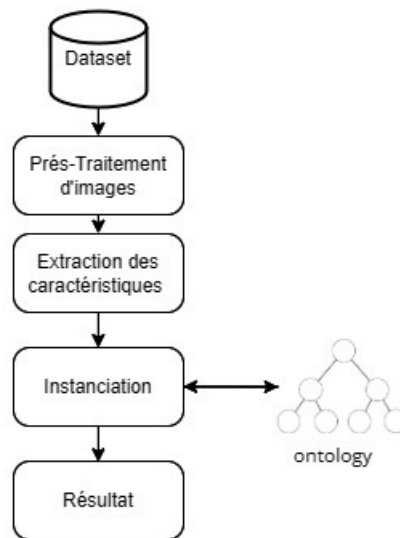 Dataset
Prés-Traitement
d'images
Extraction des
caractéristiques
Instanciation
ontology
Résultat